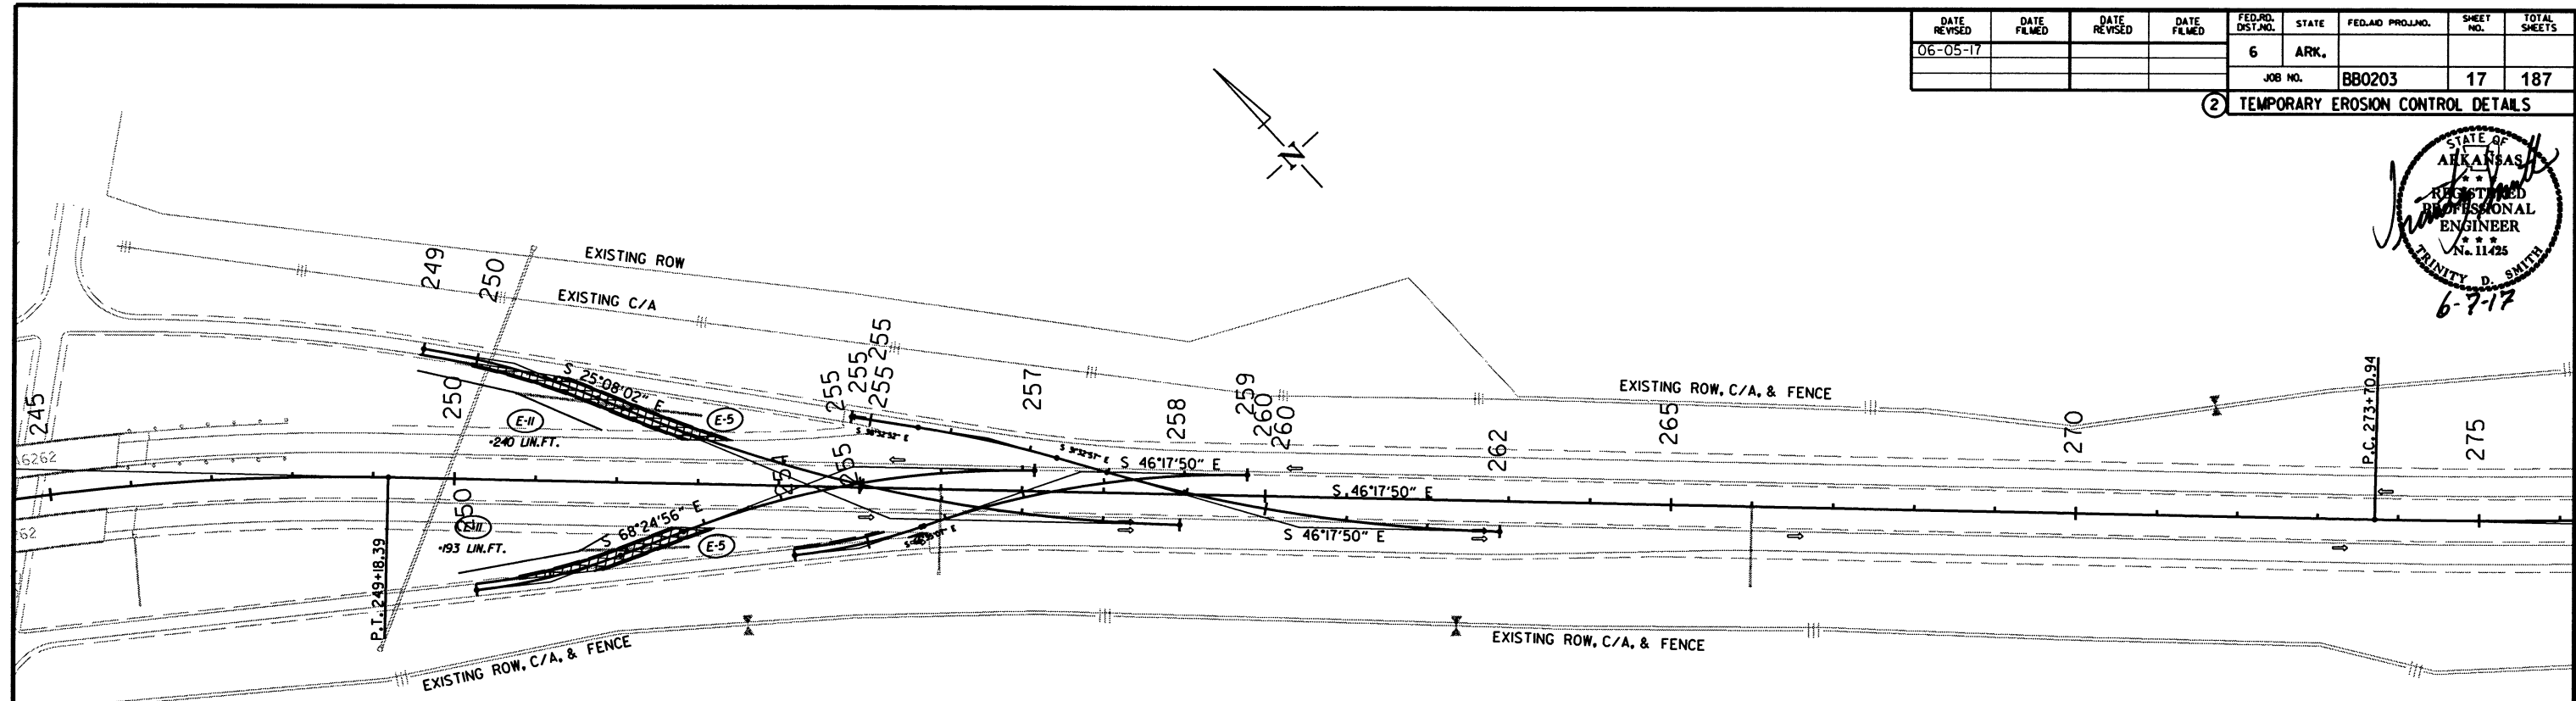 DATE REVISED
DATE FILMED
DATE REVISED
DATE FILMED
FED.RD. DIST.NO.
STATE
FED.AID PROJ.NO.
SHEET NO.
TOTAL SHEETS
06-05-17
6
ARK.
JOB NO.
BB0203
17
187
2
TEMPORARY EROSION CONTROL DETAILS
STATE OF
ARKANSAS
REGISTERED
PROFESSIONAL
ENGINEER
No. 11425
TRINITY D. SMITH
6-7-17
N
EXISTING ROW
EXISTING C/A
249
250
255
255
255
255
257
258
259
260
260
262
265
270
275
P.C. 273+70.94
EXISTING ROW, C/A, & FENCE
245
250
S 25°08'02" E
E-11
E-5
·240 LIN.FT.
46262
S 46°17'50" E
S 46°17'50" E
S 46°17'50" E
254
255
S 68°24'56" E
E-11
E-5
·193 LIN.FT.
62
P.T. 249+18.39
EXISTING ROW, C/A, & FENCE
EXISTING ROW, C/A, & FENCE